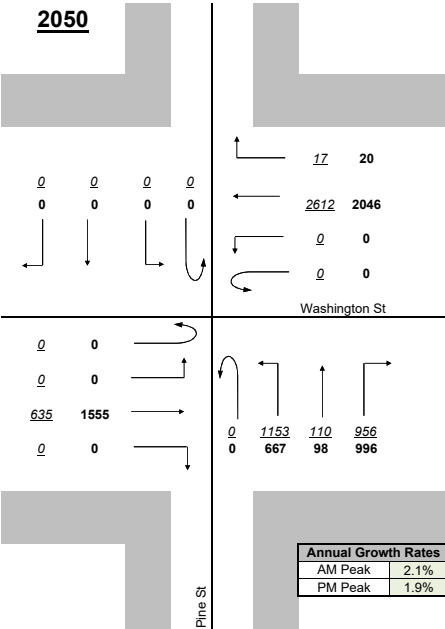 2050
17 20
0 0 0 0
0 0 0 0
2612 2046
0 0
0 0
Washington St
0 0
0 0
635 1555
0 0
0 1153 110 956
0 667 98 996
Annual Growth Rates
AM Peak 2.1%
PM Peak 1.9%
Pine St